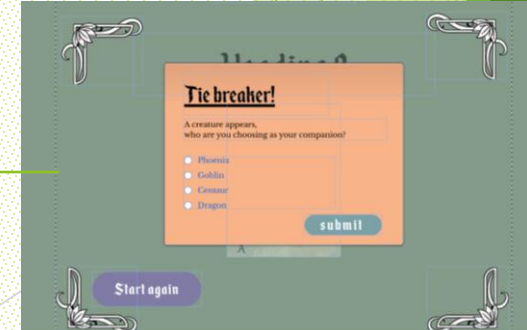 Tie breaker!
A creature appears,
who are you choosing as your companion?
Phoenix
Goblin
Centaur
Dragon
submit
Start again